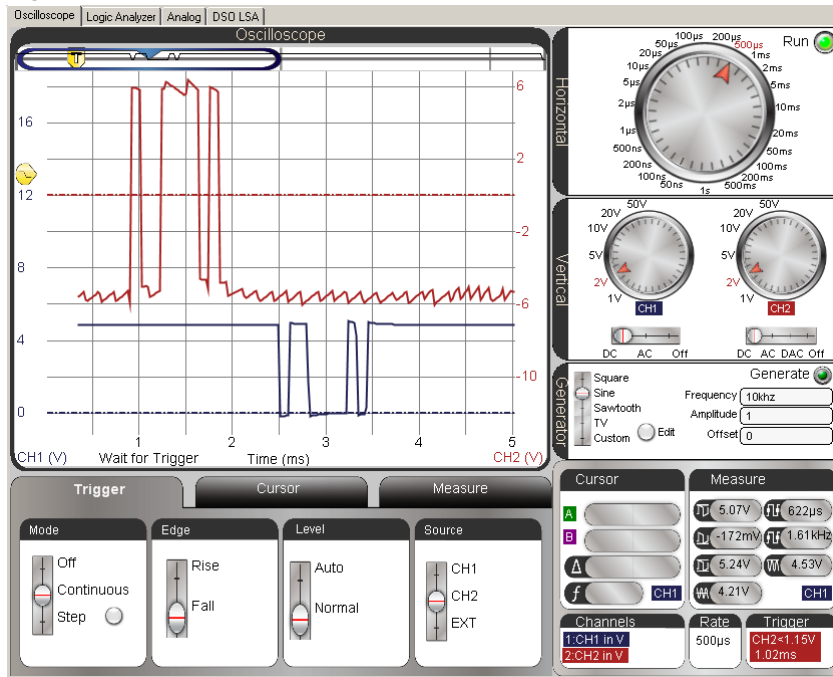 Oscilloscope Logic Analyzer Analog DSO LSA
Oscilloscope
T
16
12
8
4
0
6
2
-2
-6
-10
1 2 3 4 5
CH1 (V) Wait for Trigger Time (ms) CH2 (V)
Horizontal
Run
50ns
100ns
200ns
500ns
1µs
2µs
5µs
10µs
20µs
50µs
100µs
200µs
500µs
1ms
2ms
5ms
10ms
20ms
50ms
100ms
200ms
500ms
1s
Vertical
50V
20V
10V
5V
2V
1V
CH1
DC AC Off
50V
20V
10V
5V
2V
1V
CH2
DC AC DAC Off
Generator
Square
Sine
Sawtooth
TV
Custom
Edit
Generate
Frequency 10khz
Amplitude 1
Offset 0
Trigger Cursor Measure
Mode
Off
Continuous
Step
Edge
Rise
Fall
Level
Auto
Normal
Source
CH1
CH2
EXT
Cursor
A
B
Δ
f CH1
Measure
5.07V 622µs
-172mV 1.61kHz
5.24V 4.53V
4.21V CH1
Channels
1:CH1 in V
2:CH2 in V
Rate
500µs
Trigger
CH2<1.15V
1.02ms